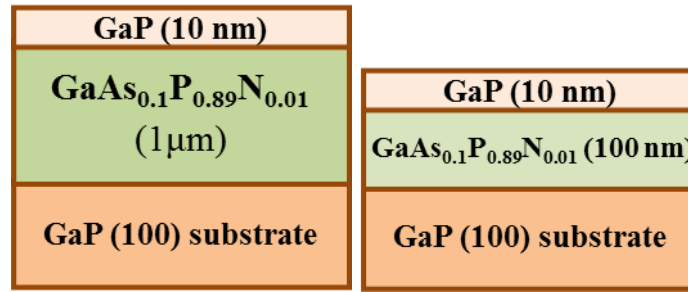 GaP (10 nm)
GaAs₀.₁P₀.₈₉N₀.₀₁
(1μm)
GaP (100) substrate
GaP (10 nm)
GaAs₀.₁P₀.₈₉N₀.₀₁ (100 nm)
GaP (100) substrate